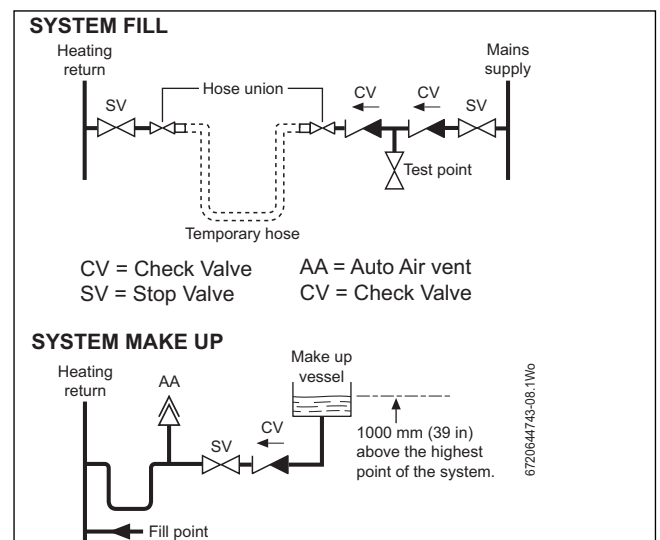 SYSTEM FILL
Heating
return
Mains
supply
Hose union
CV
CV
SV
SV
Test point
Temporary hose
CV = Check Valve
AA = Auto Air vent
SV = Stop Valve
CV = Check Valve
SYSTEM MAKE UP
Heating
return
AA
Make up
vessel
CV
SV
1000 mm (39 in)
above the highest
point of the system.
Fill point
6720644743-08.1Wo